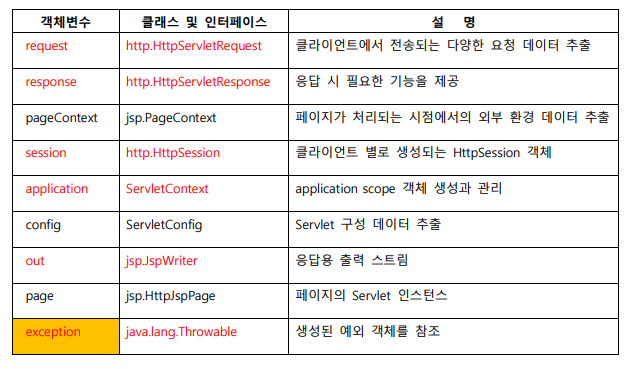 객체변수 클래스 및 인터페이스 설 명
request http.HttpServletRequest 클라이언트에서 전송되는 다양한 요청 데이터 추출
response http.HttpServletResponse 응답 시 필요한 기능을 제공
pageContext jsp.PageContext 페이지가 처리되는 시점에서의 외부 환경 데이터 추출
session http.HttpSession 클라이언트 별로 생성되는 HttpSession 객체
application ServletContext application scope 객체 생성과 관리
config ServletConfig Servlet 구성 데이터 추출
out jsp.JspWriter 응답용 출력 스트림
page jsp.HttpJspPage 페이지의 Servlet 인스턴스
exception java.lang.Throwable 생성된 예외 객체를 참조